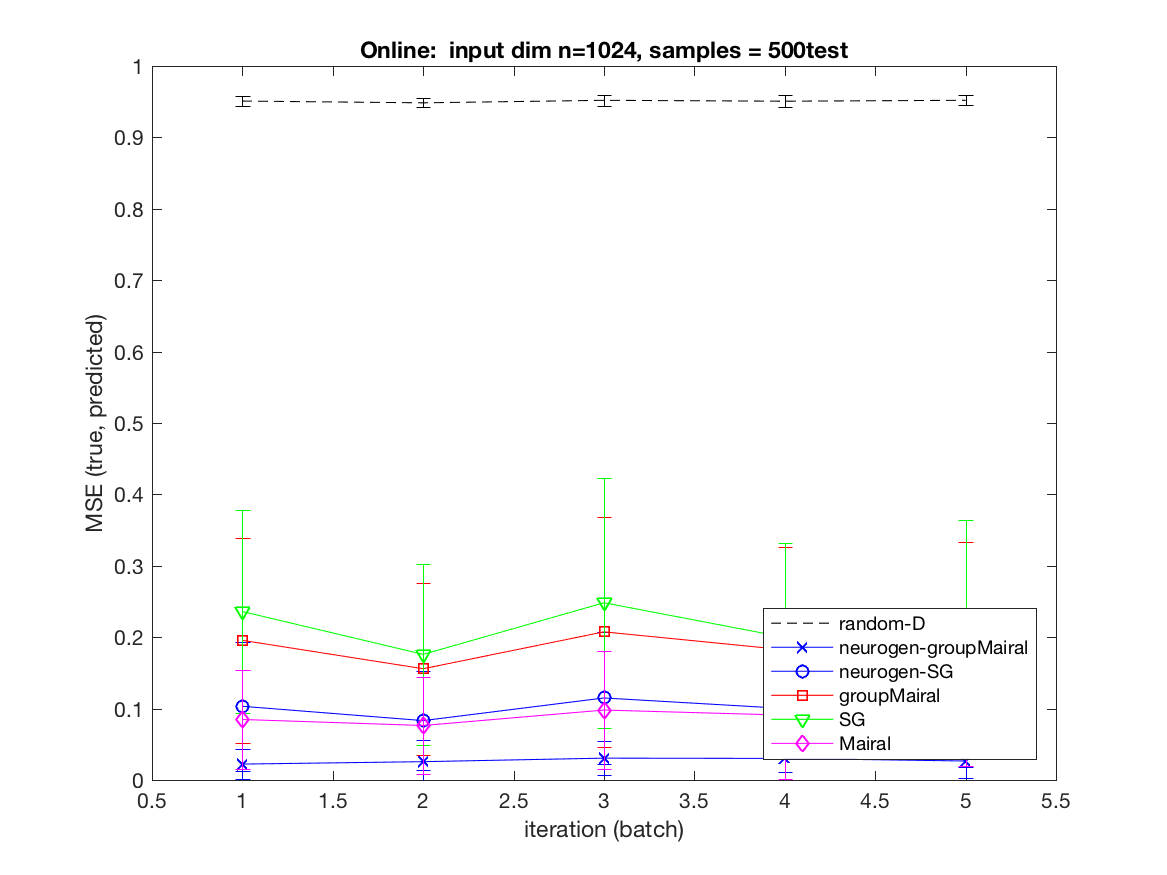 Online:  input dim n=1024, samples = 500test
1
0.9
0.8
0.7
0.6
0.5
0.4
0.3
0.2
0.1
0
MSE (true, predicted)
random-D
neurogen-groupMairal
neurogen-SG
groupMairal
SG
Mairal
0.5 1 1.5 2 2.5 3 3.5 4 4.5 5 5.5
iteration (batch)